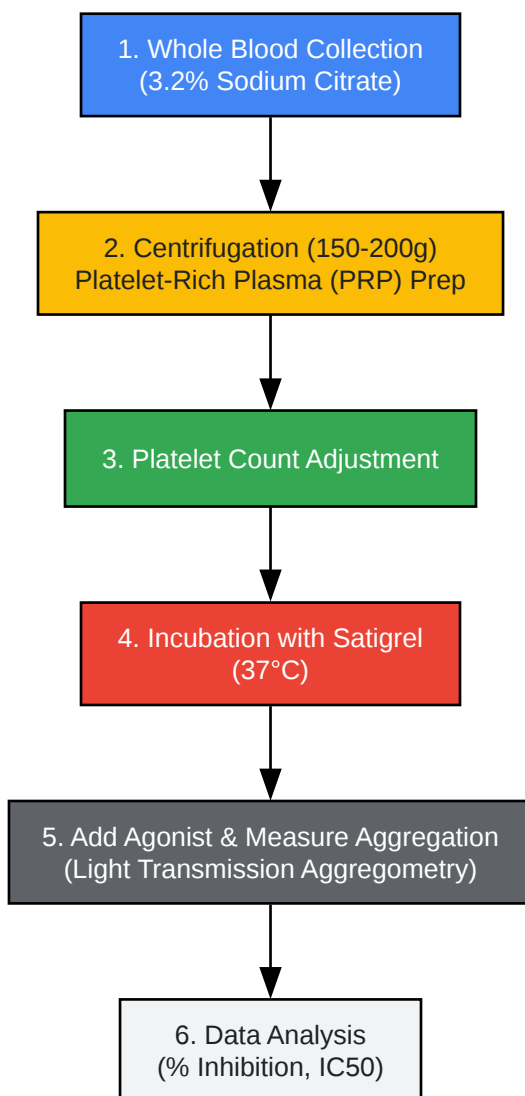 1. Whole Blood Collection
(3.2% Sodium Citrate)
2. Centrifugation (150-200g)
Platelet-Rich Plasma (PRP) Prep
3. Platelet Count Adjustment
4. Incubation with Satigrel
(37°C)
5. Add Agonist & Measure Aggregation
(Light Transmission Aggregometry)
6. Data Analysis
(% Inhibition, IC50)